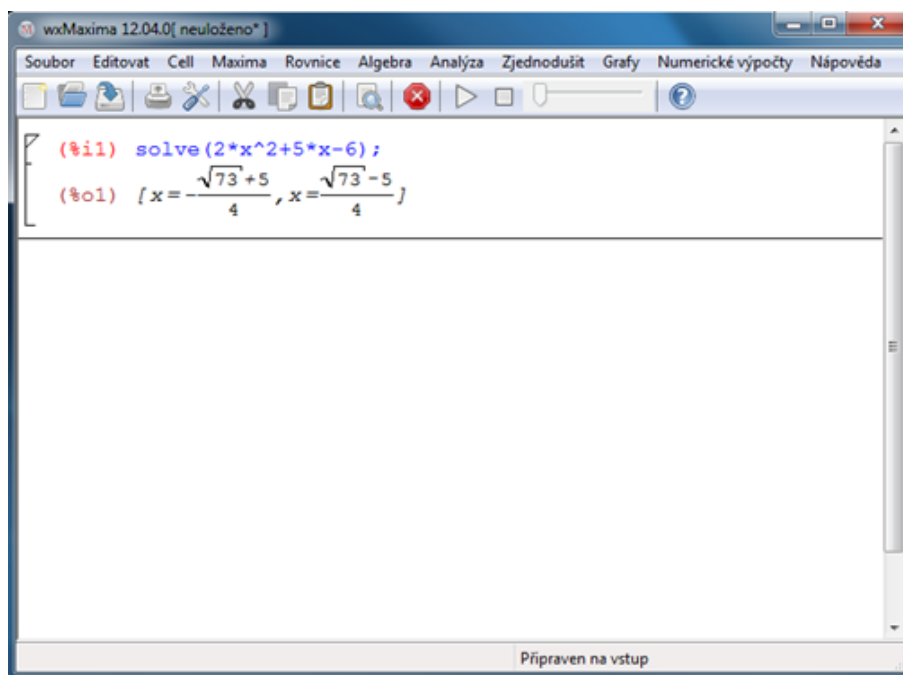 wxMaxima 12.04.0[ neuloženo* ]
Soubor Editovat Cell Maxima Rovnice Algebra Analýza Zjednodušit Grafy Numerické výpočty Nápověda
(%i1) solve(2*x^2+5*x-6);
(%o1) [x=-(√73+5)/4, x=(√73-5)/4]
Připraven na vstup